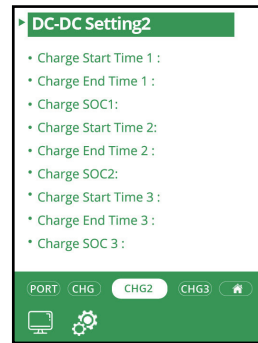 DC-DC Setting2
• Charge Start Time 1 :
• Charge End Time 1 :
• Charge SOC1:
• Charge Start Time 2:
• Charge End Time 2 :
• Charge SOC2:
• Charge Start Time 3 :
• Charge End Time 3 :
• Charge SOC 3 :
PORT CHG CHG2 CHG3